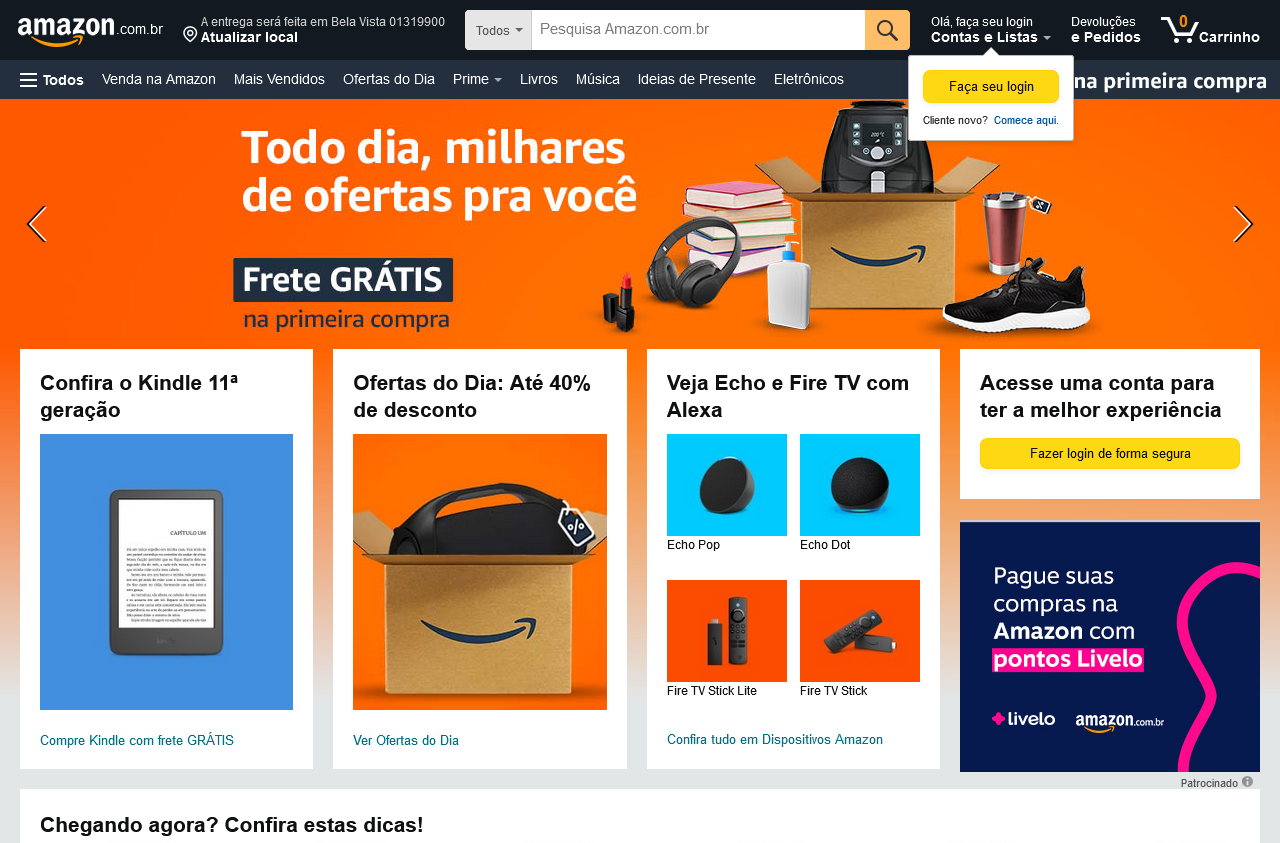 amazon.com.br
A entrega será feita em Bela Vista 01319900
Atualizar local
Todos
Pesquisa Amazon.com.br
Olá, faça seu login
Contas e Listas
Devoluções
e Pedidos
0
Carrinho
Todos
Venda na Amazon
Mais Vendidos
Ofertas do Dia
Prime
Livros
Música
Ideias de Presente
Eletrônicos
na primeira compra
Faça seu login
Cliente novo? Comece aqui.
Todo dia, milhares
de ofertas pra você
Frete GRÁTIS
na primeira compra
Confira o Kindle 11ª
geração
CAPÍTULO UM
kindle
Compre Kindle com frete GRÁTIS
Ofertas do Dia: Até 40%
de desconto
%
Ver Ofertas do Dia
Veja Echo e Fire TV com
Alexa
Echo Pop
Echo Dot
Fire TV Stick Lite
Fire TV Stick
Confira tudo em Dispositivos Amazon
Acesse uma conta para
ter a melhor experiência
Fazer login de forma segura
Pague suas
compras na
Amazon com
pontos Livelo
livelo
amazon.com.br
Patrocinado
Chegando agora? Confira estas dicas!